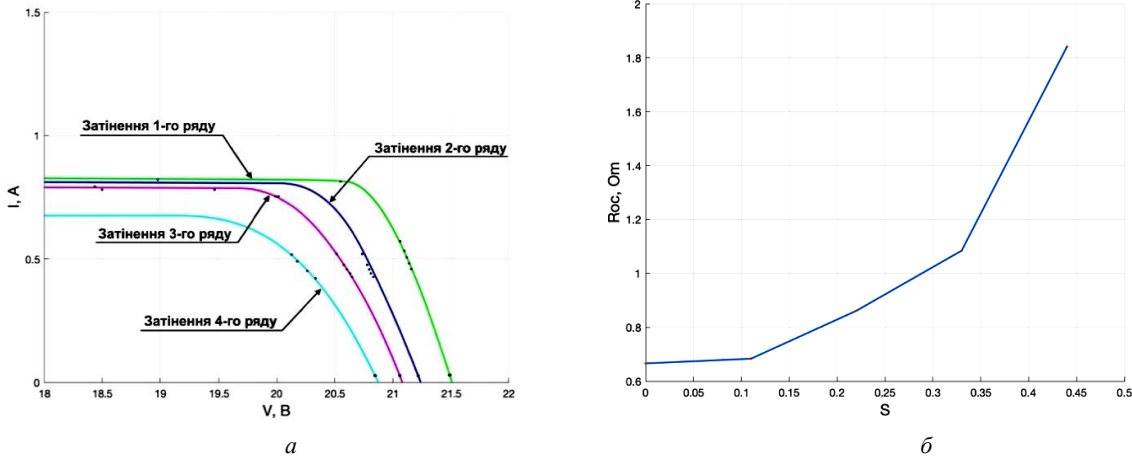 1.5
1
0.5
0
I, A
Затінення 1-го ряду
Затінення 2-го ряду
Затінення 3-го ряду
Затінення 4-го ряду
18 18.5 19 19.5 20 20.5 21 21.5 22
V, B
а
2
1.8
1.6
1.4
1.2
1
0.8
0.6
Roc, Om
0 0.05 0.1 0.15 0.2 0.25 0.3 0.35 0.4 0.45 0.5
S
б